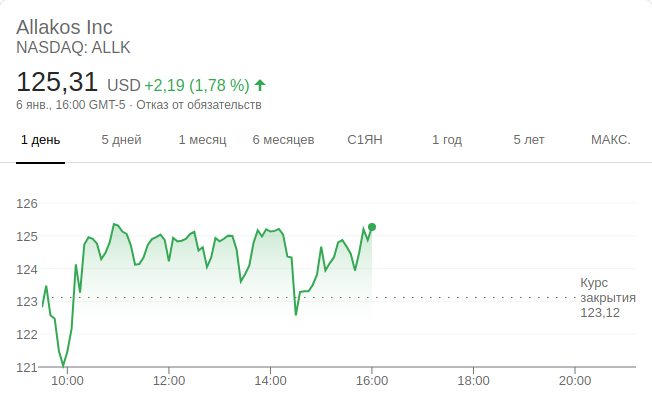 Allakos Inc
NASDAQ: ALLK
125,31 USD +2,19 (1,78 %)
6 янв., 16:00 GMT-5 · Отказ от обязательств
1 день 5 дней 1 месяц 6 месяцев С1ЯН 1 год 5 лет МАКС.
126
125
124
123
122
121
Курс
закрытия
123,12
10:00 12:00 14:00 16:00 18:00 20:00